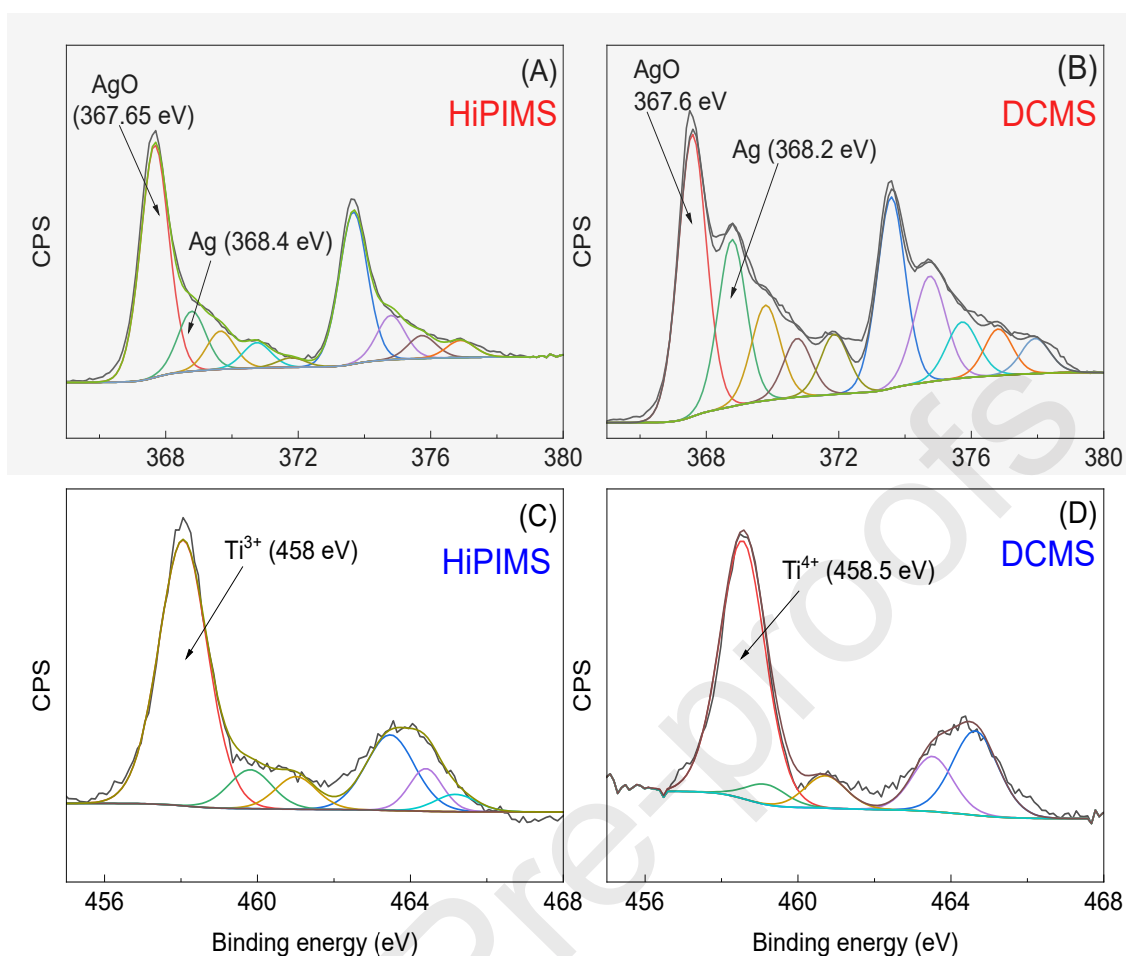 (A)
HiPIMS
AgO
(367.65 eV)
Ag (368.4 eV)
CPS
368
372
376
380
(B)
DCMS
AgO
367.6 eV
Ag (368.2 eV)
CPS
368
372
376
380
(C)
HiPIMS
Ti3+ (458 eV)
CPS
456
460
464
468
Binding energy (eV)
(D)
DCMS
Ti4+ (458.5 eV)
CPS
456
460
464
468
Binding energy (eV)
Pre-proofs